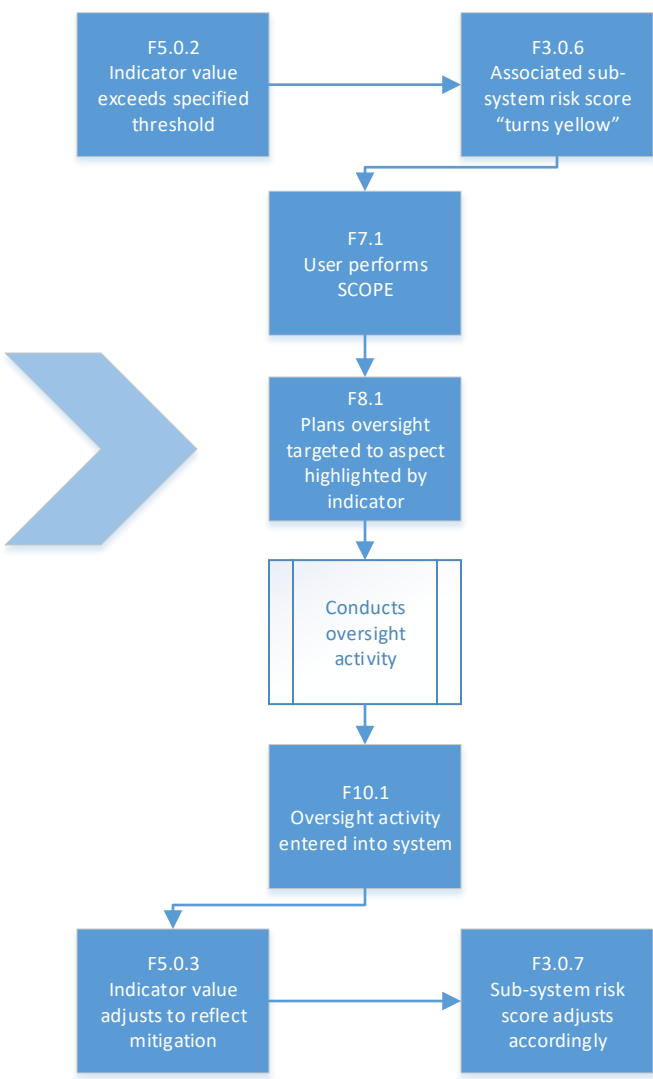 F5.0.2
Indicator value
exceeds specified
threshold
F3.0.6
Associated sub-
system risk score
“turns yellow”
F7.1
User performs
SCOPE
F8.1
Plans oversight
targeted to aspect
highlighted by
indicator
Conducts
oversight
activity
F10.1
Oversight activity
entered into system
F5.0.3
Indicator value
adjusts to reflect
mitigation
F3.0.7
Sub-system risk
score adjusts
accordingly